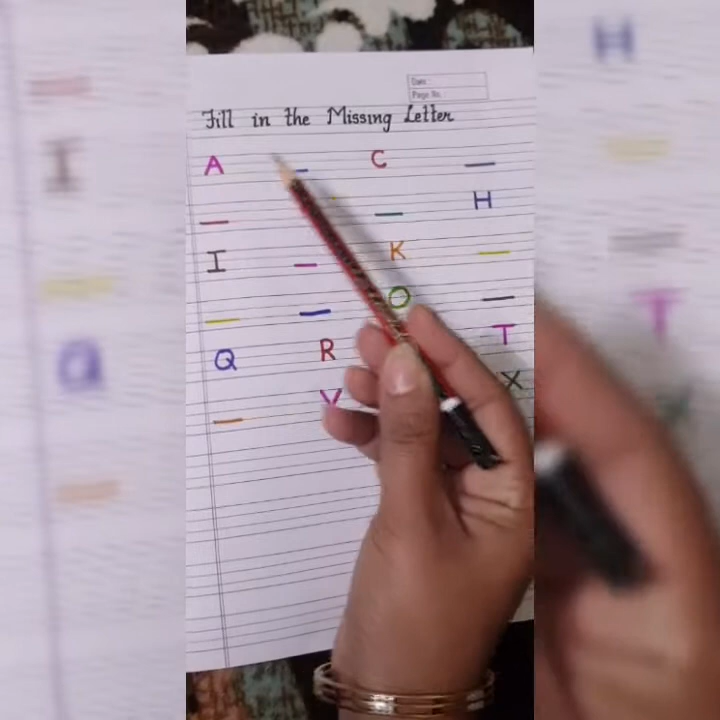 Date:
Page No.
Fill in the Missing Letter
A _ C _
_ _ H
I _ K _
_ _ O _
Q R T
_ V X